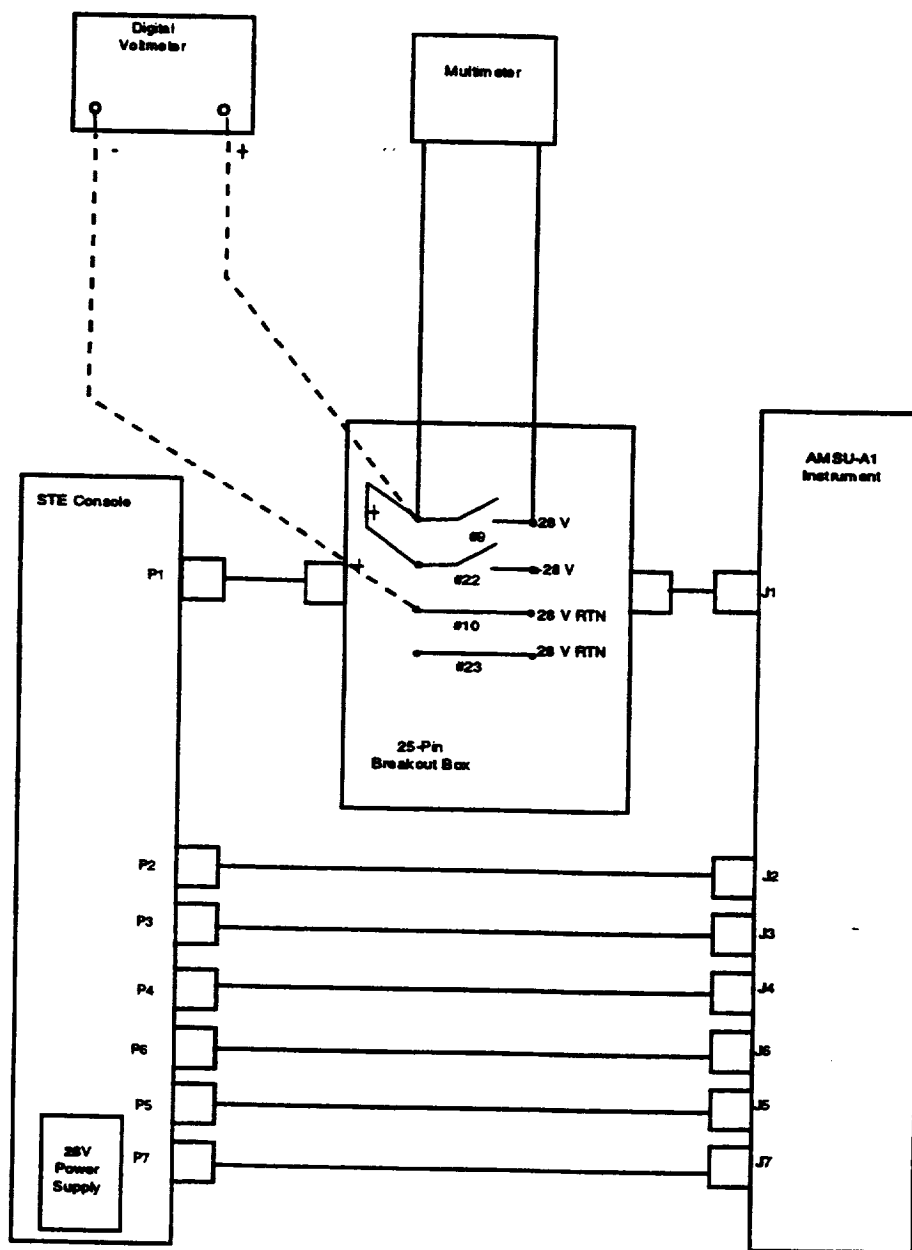 Digital
Voltmeter
Multimeter
-
+
AMSU-A1
Instrument
STE Console
+
#9
28 V
P1
+
#22
28 V
J1
#10
28 V RTN
#23
28 V RTN
25-Pin
Breakout Box
P2
J2
P3
J3
P4
J4
P6
J6
P5
J5
28V
Power
Supply
P7
J7